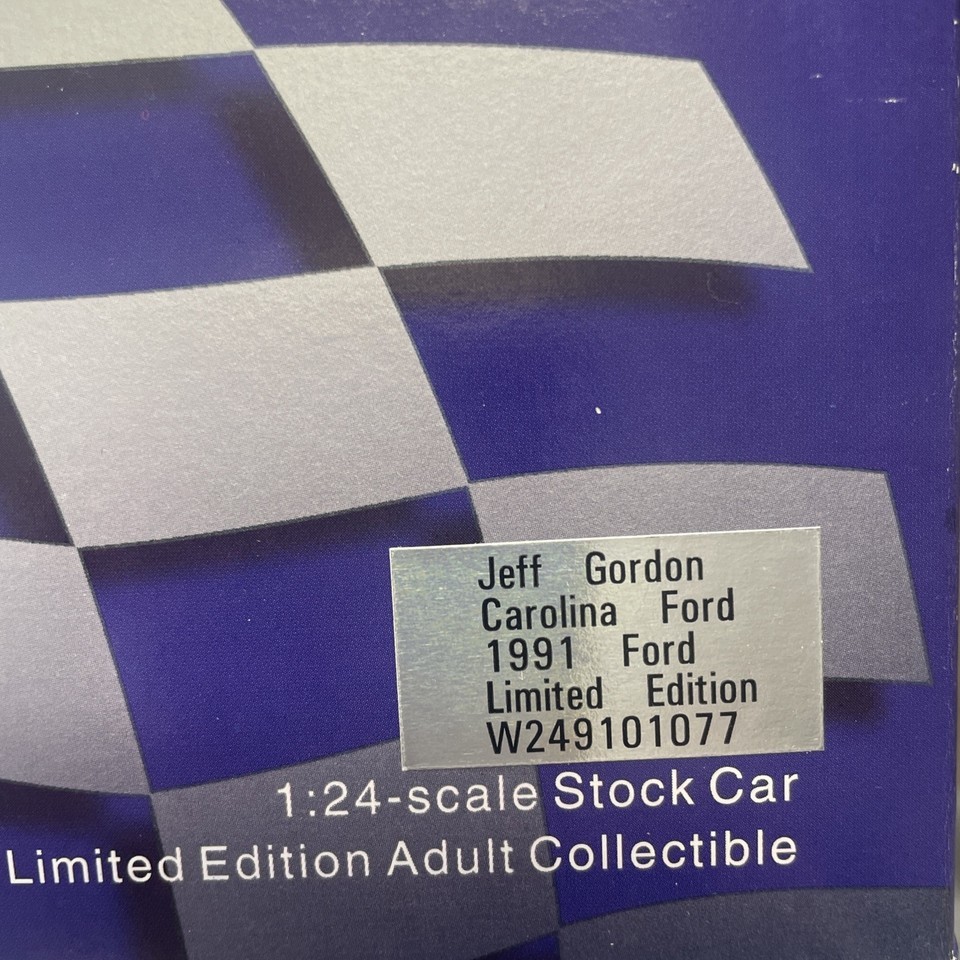 Jeff Gordon
Carolina Ford
1991 Ford
Limited Edition
W249101077
1:24-scale Stock Car
Limited Edition Adult Collectible